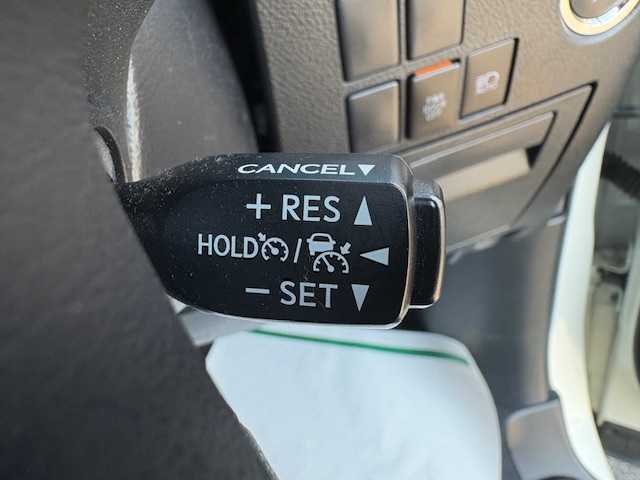 CANCEL▼
+ RES ▲
HOLD / ◀
− SET ▼